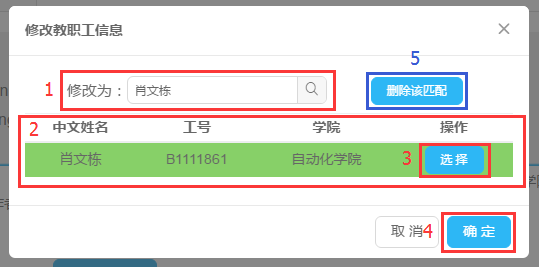 修改教职工信息 ×
5
1 修改为： 肖文栋 删除该匹配
2 中文姓名 工号 学院 操作
肖文栋 B1111861 自动化学院 3 选择
取 消 4 确 定